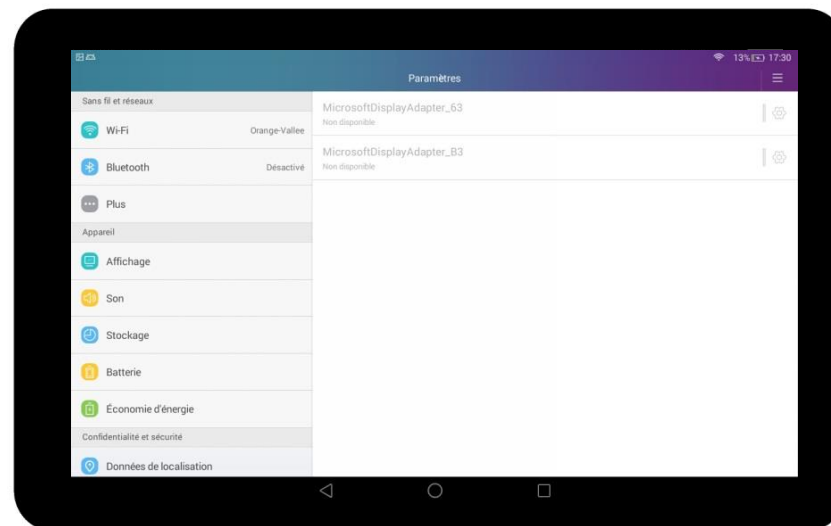 13% 17:30
Paramètres
Sans fil et réseaux
Wi-Fi Orange-Vallee
Bluetooth Désactivé
Plus
Appareil
Affichage
Son
Stockage
Batterie
Économie d'énergie
Confidentialité et sécurité
Données de localisation
MicrosoftDisplayAdapter_63
Non disponible
MicrosoftDisplayAdapter_B3
Non disponible